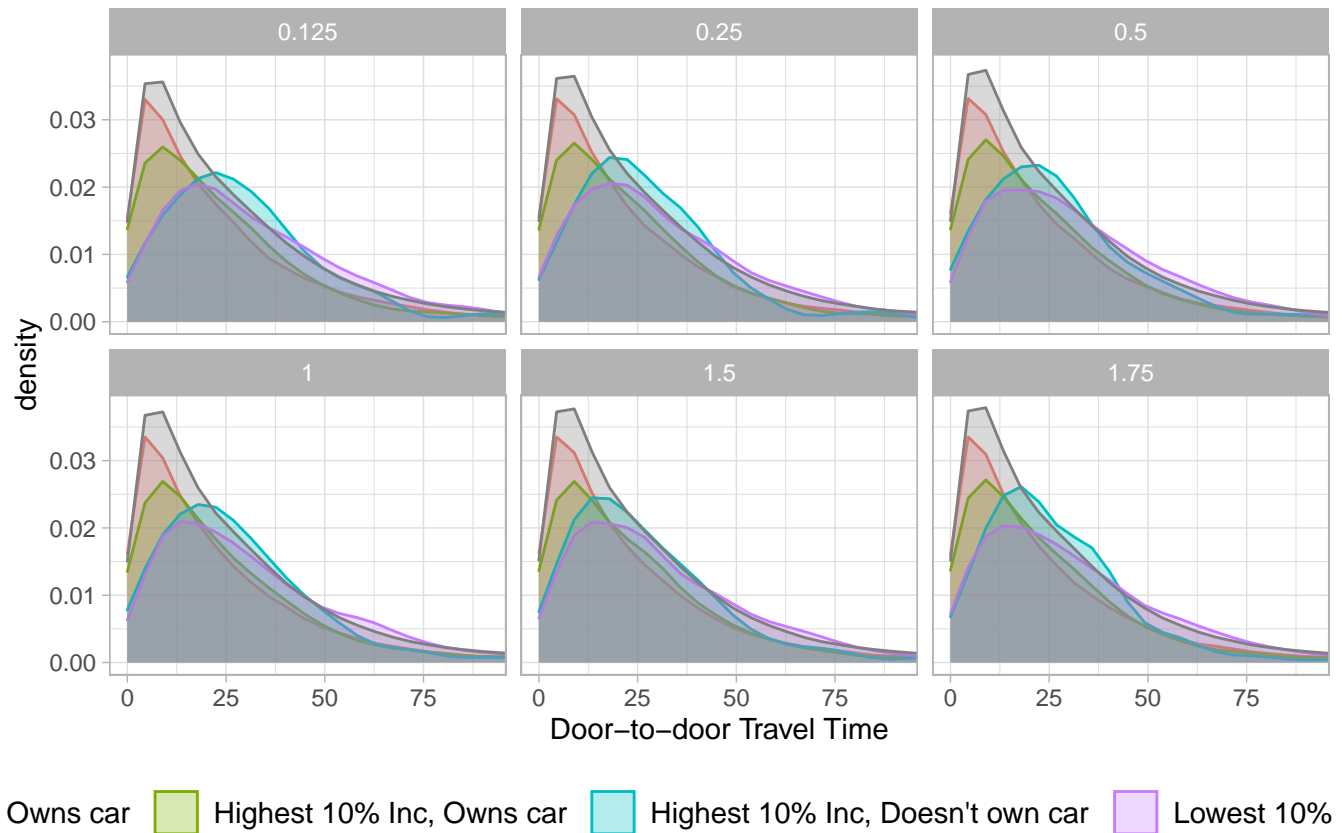 0.125 0.25 0.5
0.03
0.02
0.01
0.00
density
1 1.5 1.75
0.03
0.02
0.01
0.00
0 25 50 75 0 25 50 75 0 25 50 75
Door−to−door Travel Time
Owns car Highest 10% Inc, Owns car Highest 10% Inc, Doesn't own car Lowest 10%